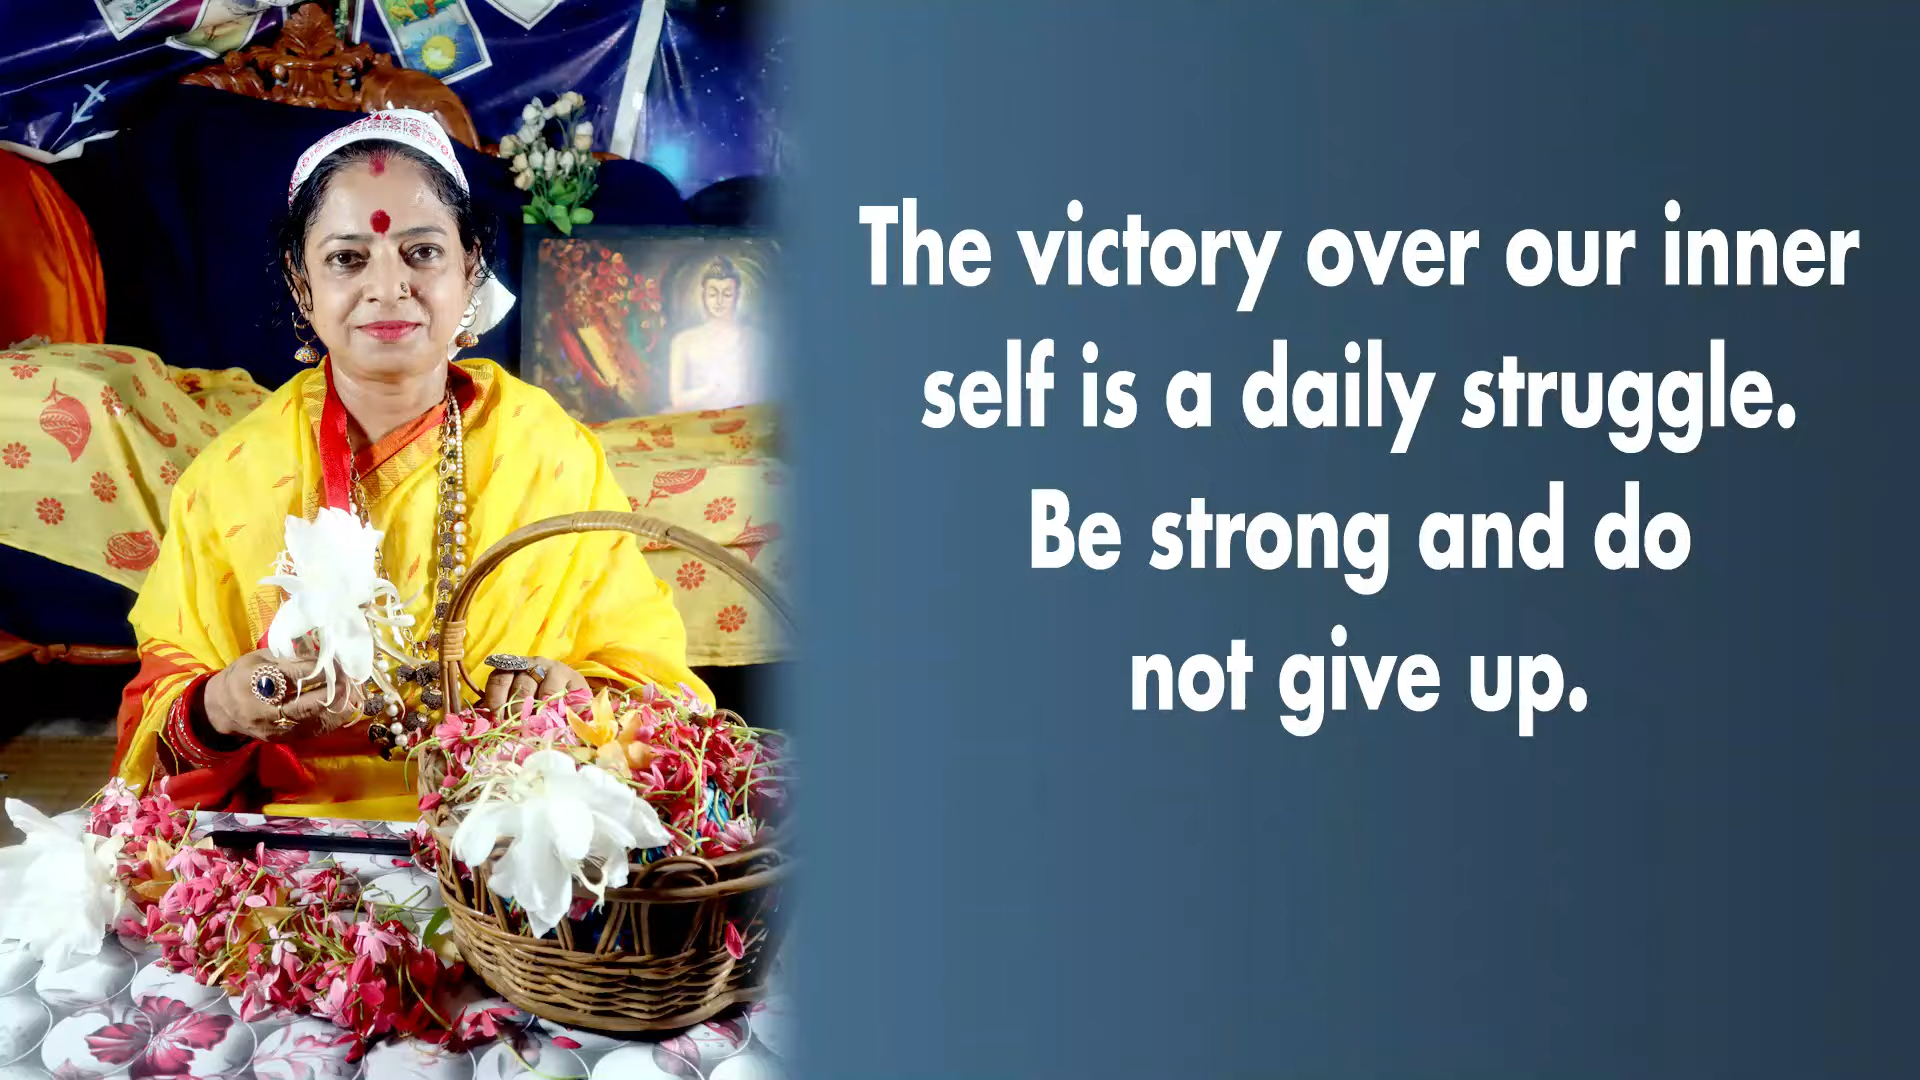 The victory over our inner
self is a daily struggle.
Be strong and do
not give up.